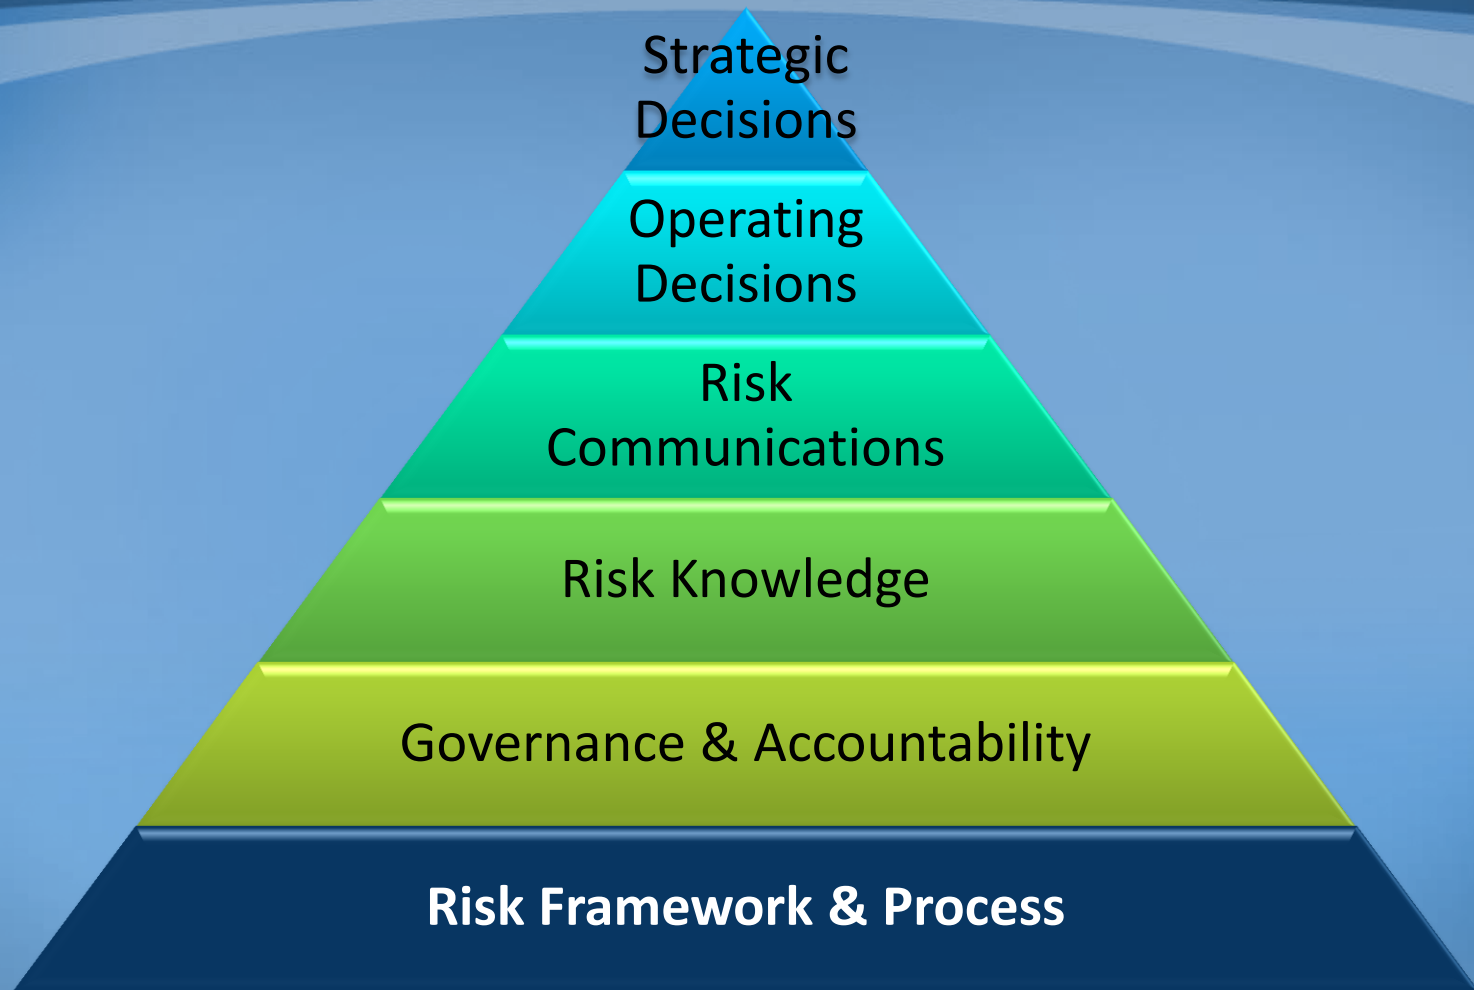 Strategic
Decisions
Operating
Decisions
Risk
Communications
Risk Knowledge
Governance & Accountability
Risk Framework & Process